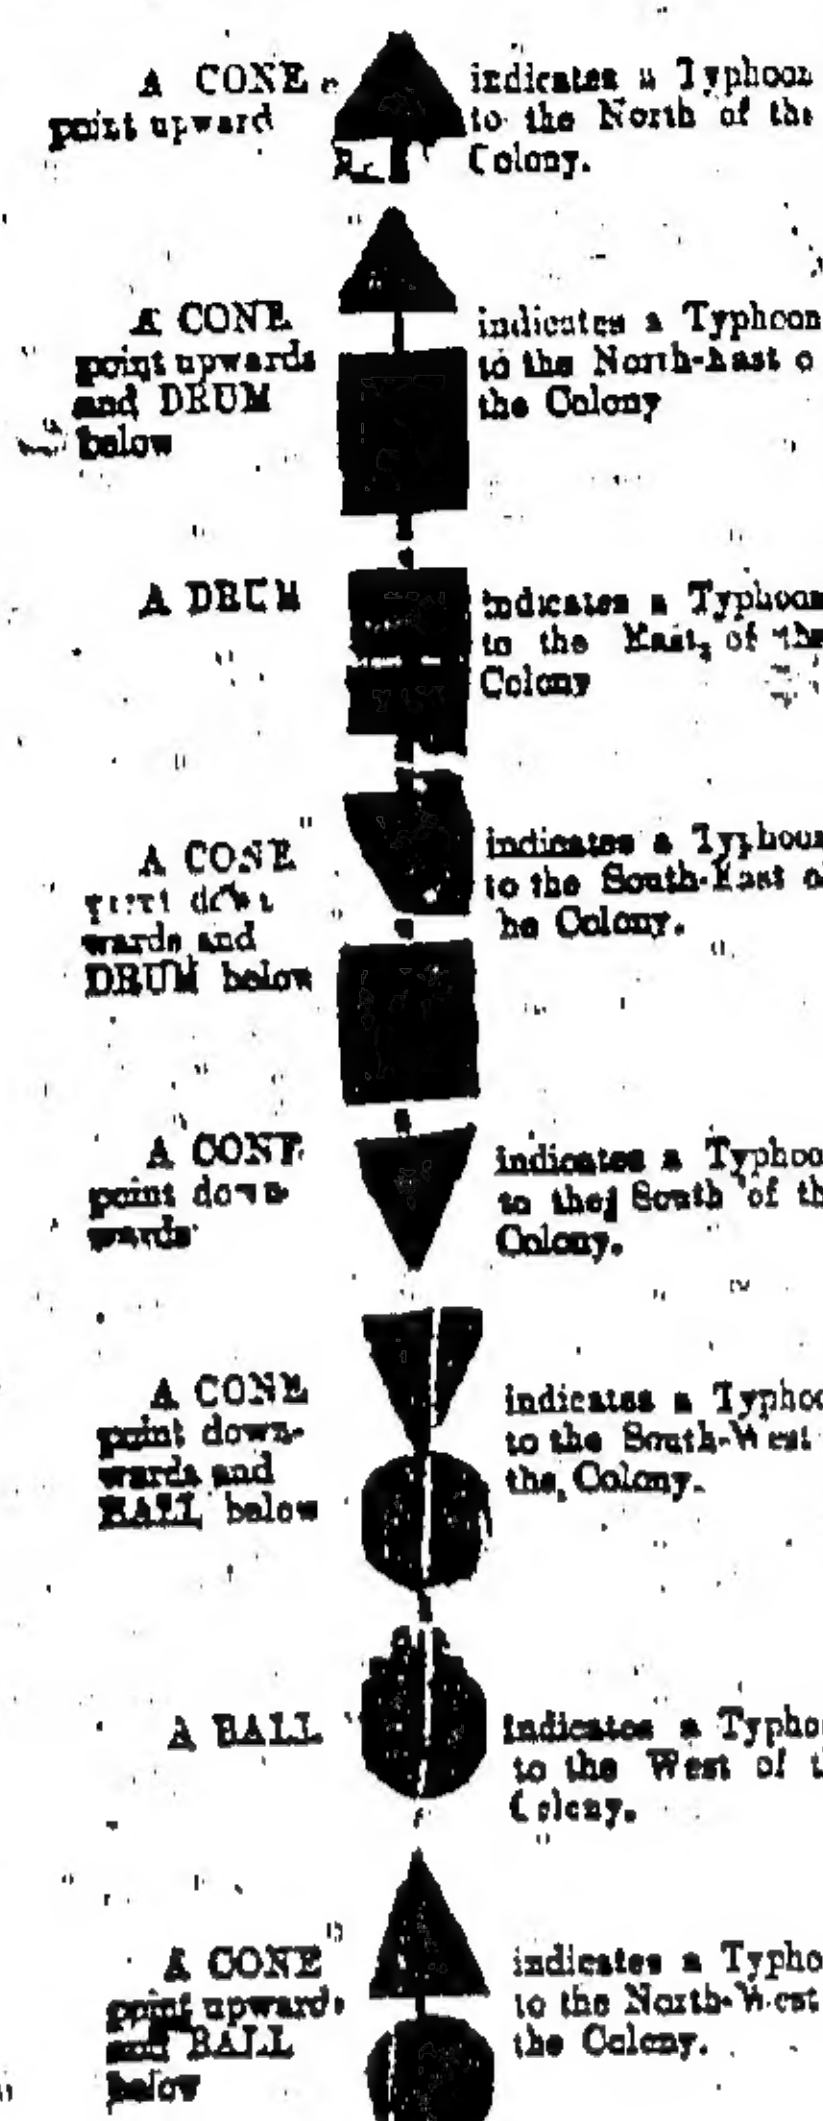 A CONE
point upward
indicates a Typhoon
to the North of the
Colony.
A CONE
point upwards
and DRUM
below
indicates a Typhoon
to the North-East o
the Colony
A DRUM
indicates a Typhoon
to the East, of the
Colony
A CONE
point down
wards and
DRUM below
indicates a Typhoon
to the South-East of
he Colony.
A CONE
point down-
wards
indicates a Typhoo
to the South of th
Colony.
A CONE
point down-
wards and
BALL below
indicates a Typhoo
to the South-West
the Colony.
A BALL
indicates a Typho
to the West of t
Colony.
A CONE
point upwards
and BALL
below
indicates a Typho
to the North-West
the Colony.